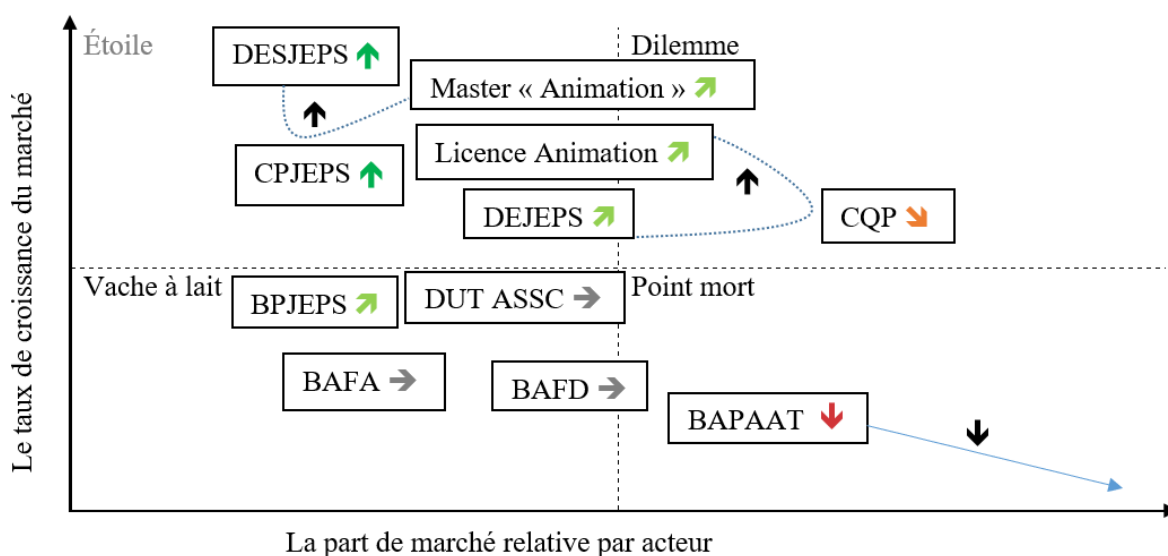 Étoile
Dilemme
DESJEPS
Master « Animation »
Licence Animation
CPJEPS
DEJEPS
CQP
Vache à lait
Point mort
BPJEPS
DUT ASSC
BAFA
BAFD
BAPAAT
Le taux de croissance du marché
La part de marché relative par acteur